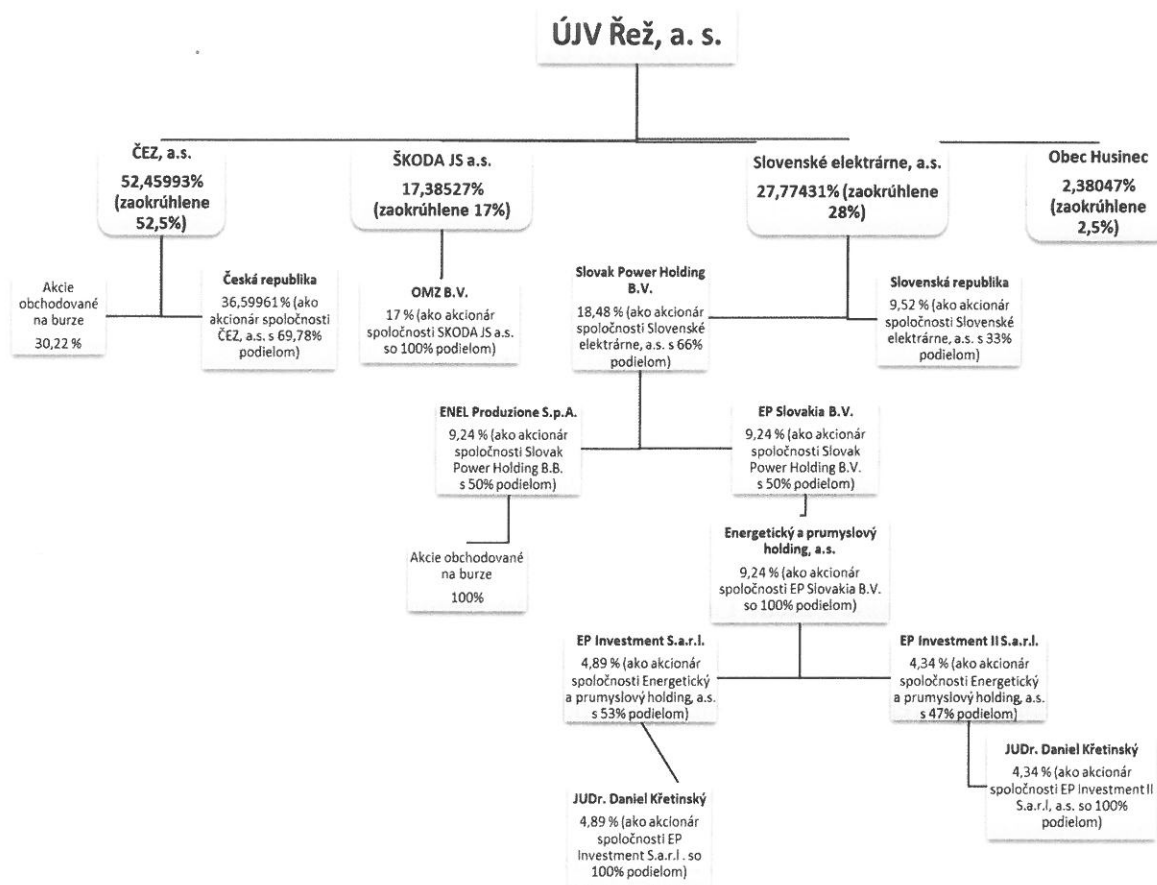 ÚJV Řež, a. s.
ČEZ, a.s.
52,45993%
(zaokrúhlene
52,5%)
ŠKODA JS a.s.
17,38527%
(zaokrúhlene 17%)
Slovenské elektrárne, a.s.
27,77431% (zaokrúhlene
28%)
Obec Husinec
2,38047%
(zaokrúhlene
2,5%)
Akcie
obchodované
na burze
30,22 %
Česká republika
36,59961 % (ako
akcionár spoločnosti
ČEZ, a.s. s 69,78%
podielom)
OMZ B.V.
17 % (ako akcionár
spoločnosti SKODA JS a.s.
so 100% podielom)
Slovak Power Holding
B.V.
18,48 % (ako akcionár
spoločnosti Slovenské
elektrárne, a.s. s 66%
podielom)
Slovenská republika
9,52 % (ako akcionár
spoločnosti Slovenské
elektrárne, a.s. s 33%
podielom)
ENEL Produzione S.p.A.
9,24 % (ako akcionár
spoločnosti Slovak
Power Holding B.B.
s 50% podielom)
EP Slovakia B.V.
9,24 % (ako akcionár
spoločnosti Slovak
Power Holding B.V.
s 50% podielom)
Akcie obchodované
na burze
100%
Energetický a prumyslový
holding, a.s.
9,24 % (ako akcionár
spoločnosti EP Slovakia B.V.
so 100% podielom)
EP Investment S.a.r.l.
4,89 % (ako akcionár
spoločnosti Energetický
a prumyslový holding, a.s.
s 53% podielom)
EP Investment II S.a.r.l.
4,34 % (ako akcionár
spoločnosti Energetický
a prumyslový holding, a.s.
s 47% podielom)
JUDr. Daniel Křetinský
4,89 % (ako akcionár
spoločnosti EP
Investment S.a.r.l . so
100% podielom)
JUDr. Daniel Křetinský
4,34 % (ako akcionár
spoločnosti EP Investment II
S.a.r.l, a.s. so 100%
podielom)